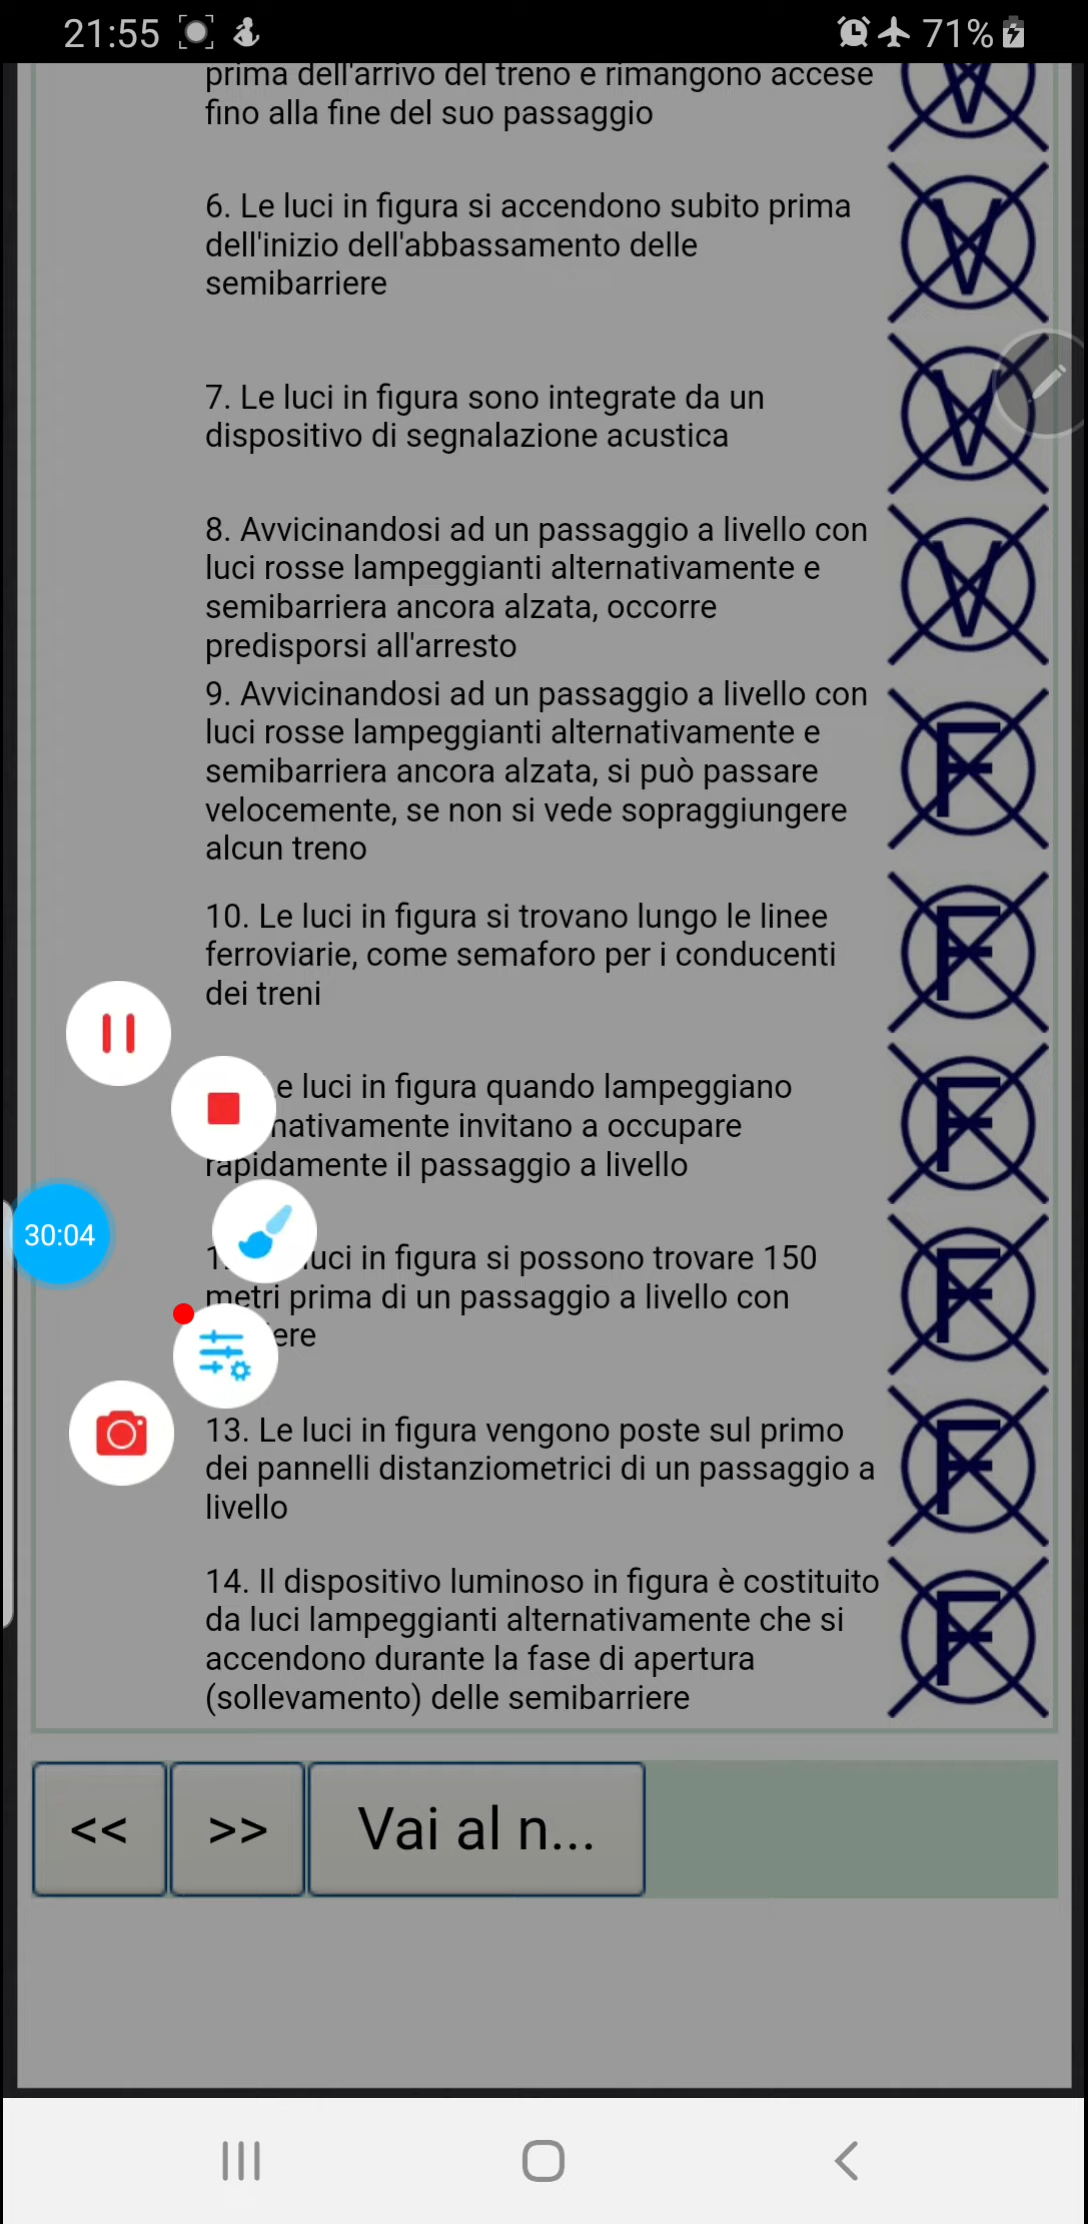 21:55
71%
prima dell'arrivo del treno e rimangono accese
fino alla fine del suo passaggio
V
6. Le luci in figura si accendono subito prima
dell'inizio dell'abbassamento delle
semibarriere
V
7. Le luci in figura sono integrate da un
dispositivo di segnalazione acustica
V
8. Avvicinandosi ad un passaggio a livello con
luci rosse lampeggianti alternativamente e
semibarriera ancora alzata, occorre
predisporsi all'arresto
V
9. Avvicinandosi ad un passaggio a livello con
luci rosse lampeggianti alternativamente e
semibarriera ancora alzata, si può passare
velocemente, se non si vede sopraggiungere
alcun treno
F
10. Le luci in figura si trovano lungo le linee
ferroviarie, come semaforo per i conducenti
dei treni
F
e luci in figura quando lampeggiano
nativamente invitano a occupare
rapidamente il passaggio a livello
F
30:04
luci in figura si possono trovare 150
metri prima di un passaggio a livello con
ere
F
13. Le luci in figura vengono poste sul primo
dei pannelli distanziometrici di un passaggio a
livello
F
14. Il dispositivo luminoso in figura è costituito
da luci lampeggianti alternativamente che si
accendono durante la fase di apertura
(sollevamento) delle semibarriere
F
<< >> Vai al n...